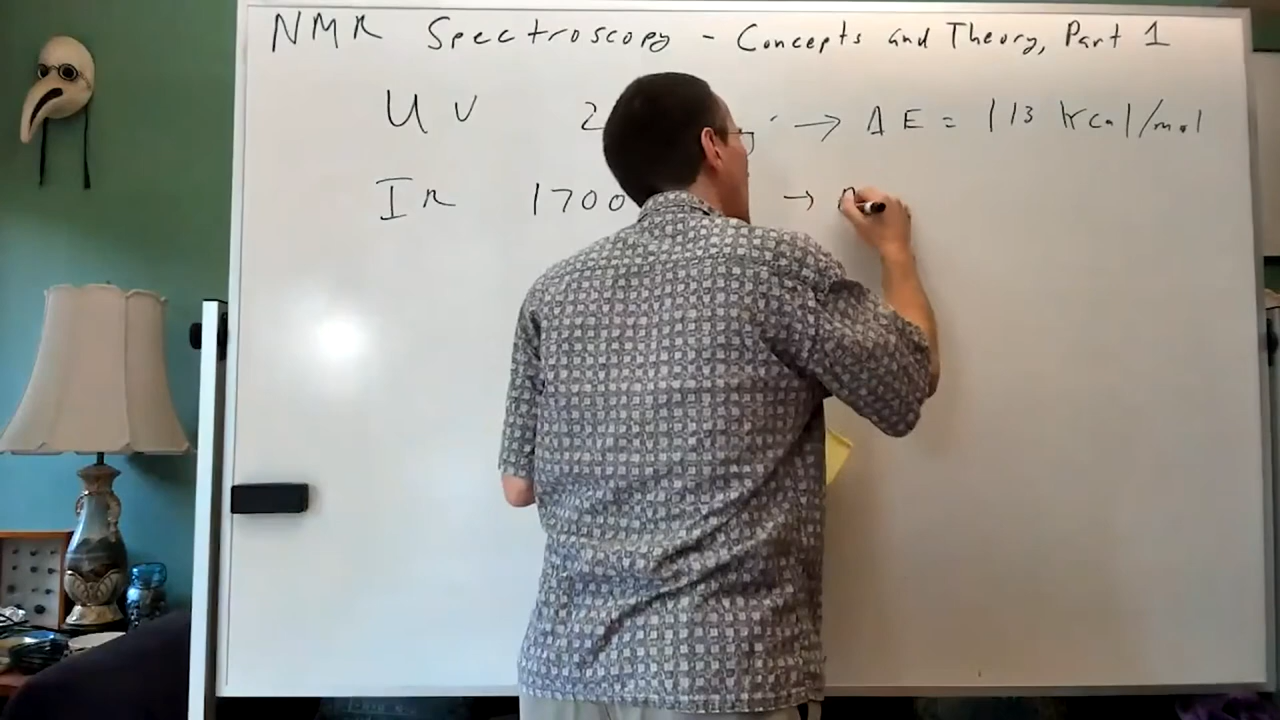 NMR Spectroscopy - Concepts and Theory, Part 1
UV 2 → ΔE = 113 kcal/mol
IR 1700 →